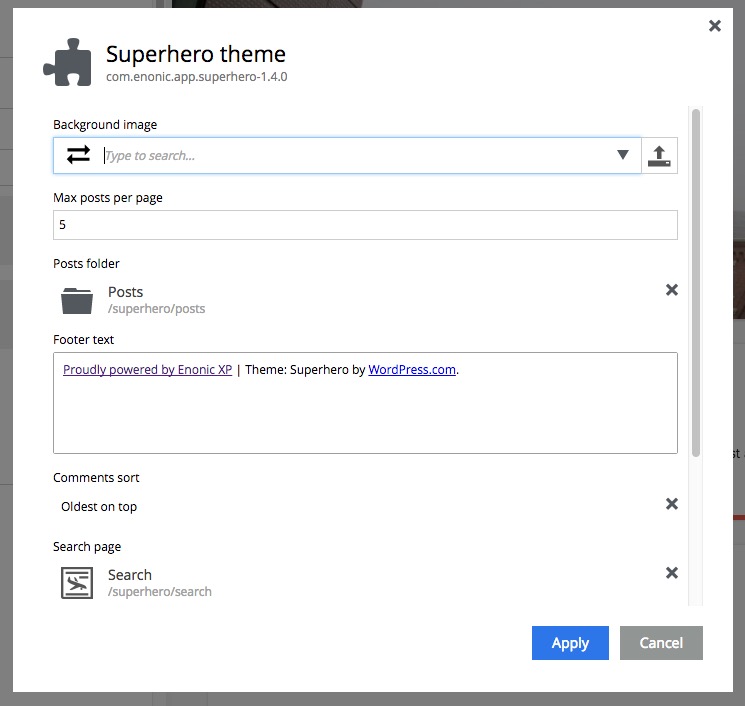 Superhero theme
com.enonic.app.superhero-1.4.0
Background image
Type to search...
Max posts per page
5
Posts folder
Posts
/superhero/posts
Footer text
Proudly powered by Enonic XP | Theme: Superhero by WordPress.com.
Comments sort
Oldest on top
Search page
Search
/superhero/search
Apply Cancel